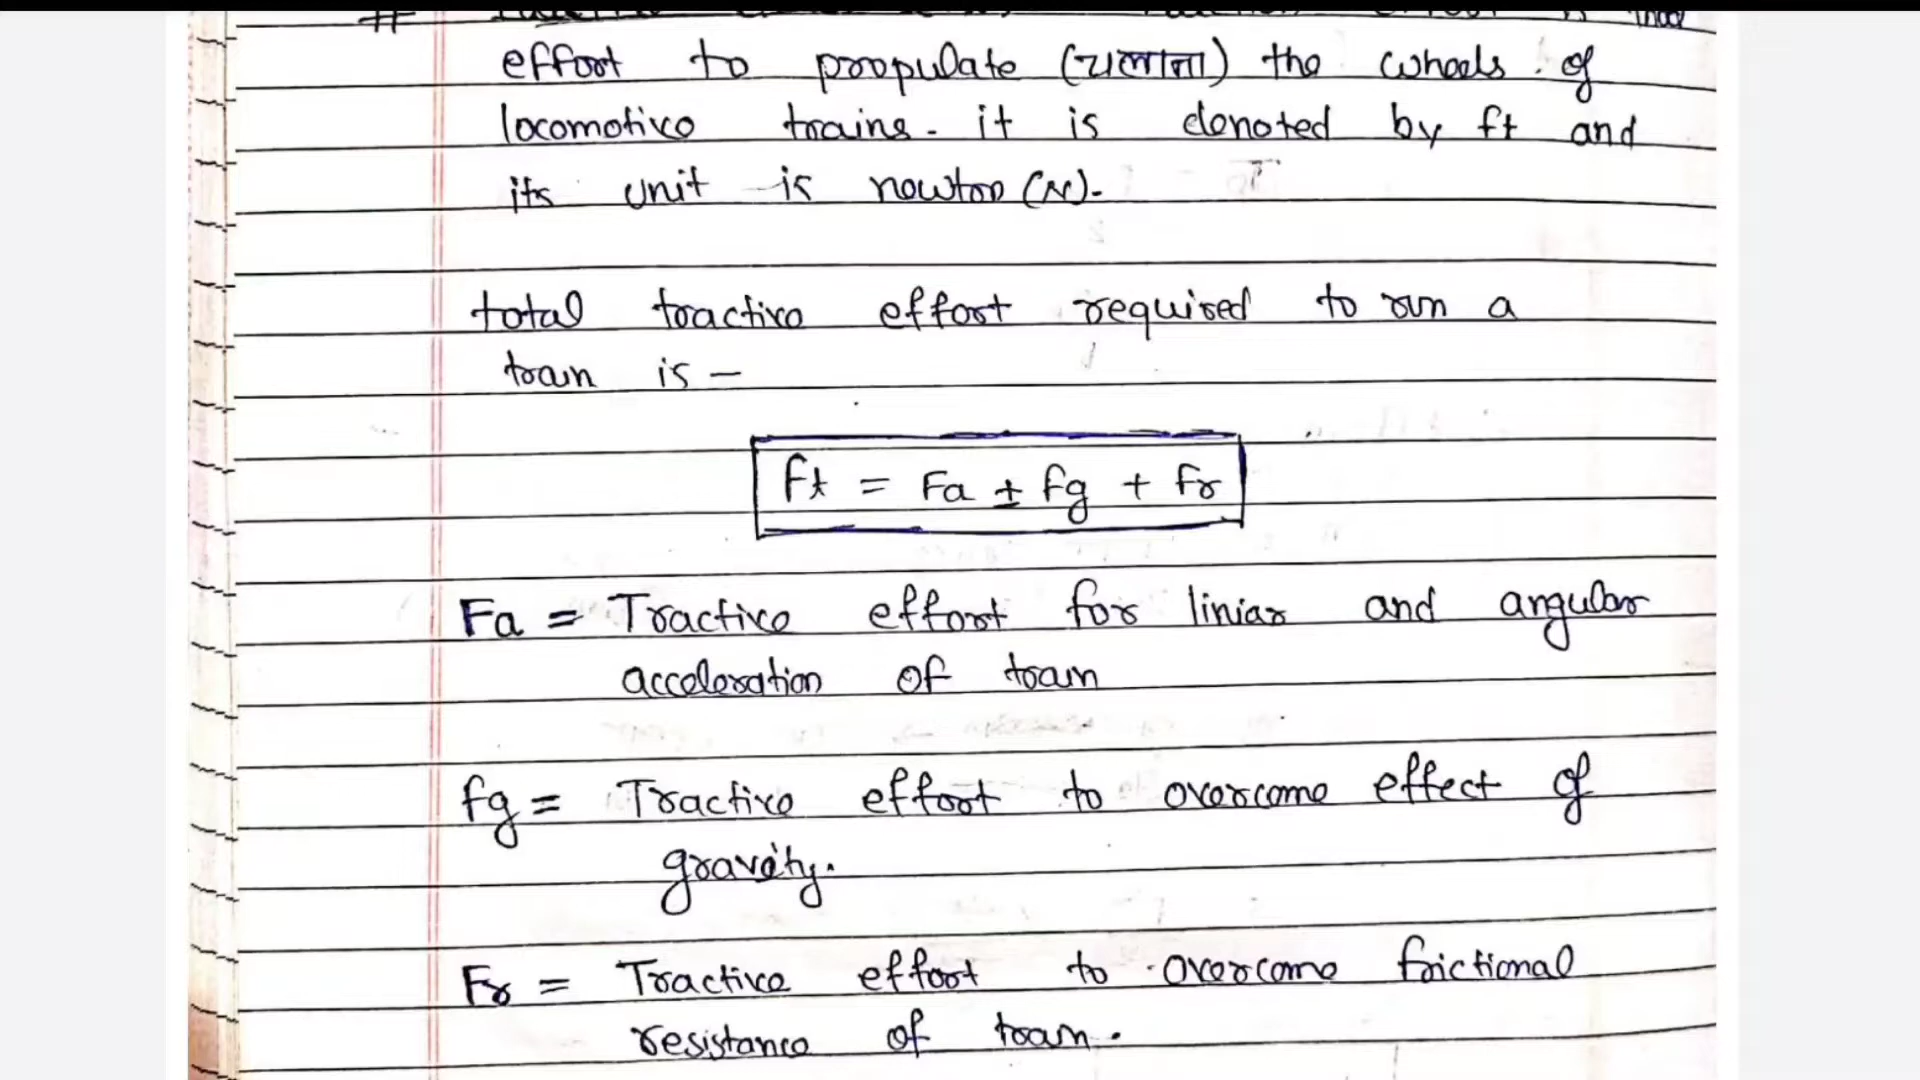 effort to propulate (चलाना) the wheels of
locomotive trains. it is denoted by ft and
its unit is newton (N).
total tractive effort required to run a
train is —
Ft = Fa ± fg + Fr
Fa = Tractive effort for liniar and angular
acceleration of train
fg = Tractive effort to overcome effect of
gravity.
Fr = Tractive effort to overcome frictional
resistance of train.